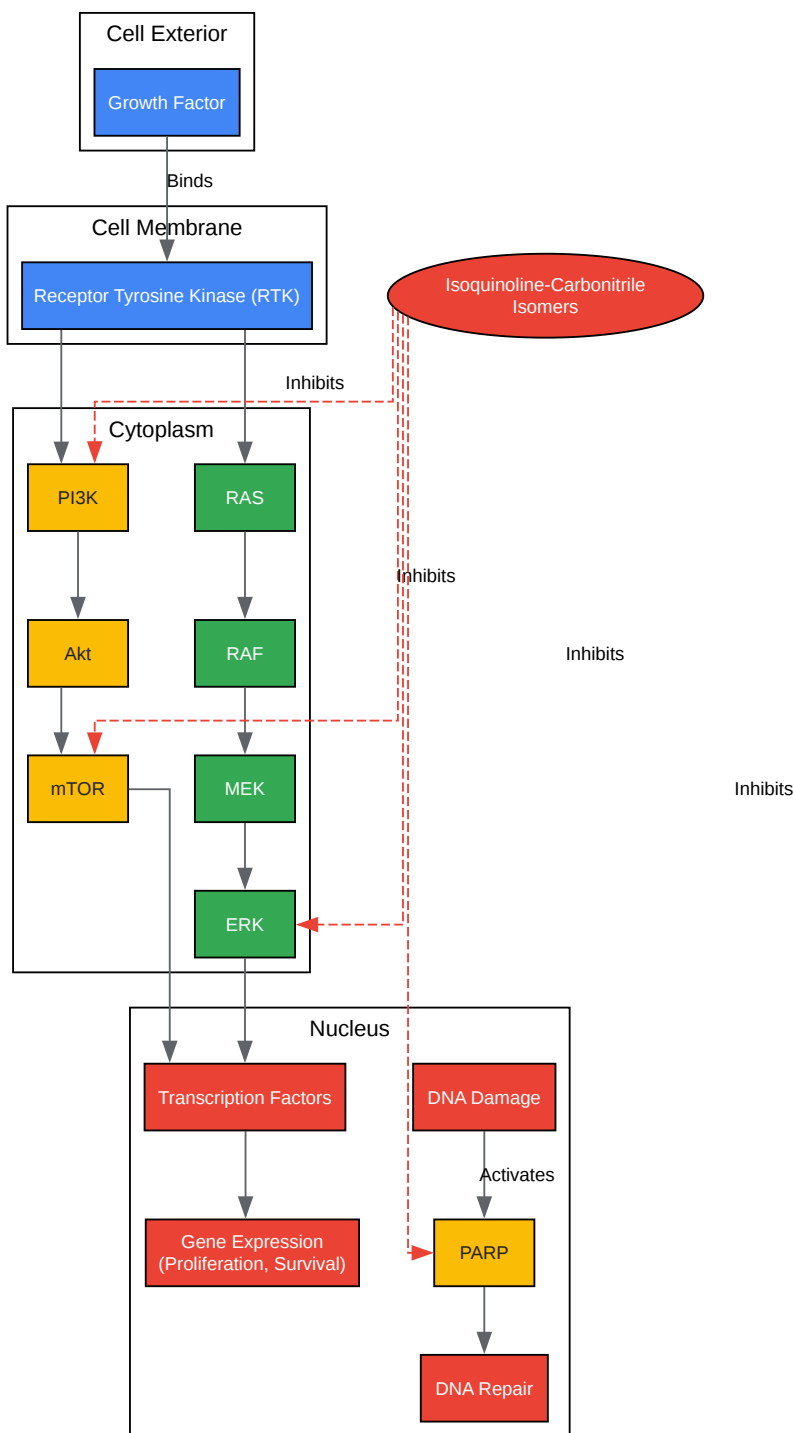 Cell Exterior
Growth Factor
Binds
Cell Membrane
Receptor Tyrosine Kinase (RTK)
Isoquinoline-Carbonitrile
Isomers
Inhibits
Cytoplasm
PI3K
RAS
Inhibits
Akt
RAF
Inhibits
mTOR
MEK
Inhibits
ERK
Nucleus
Transcription Factors
DNA Damage
Activates
Gene Expression
(Proliferation, Survival)
PARP
DNA Repair